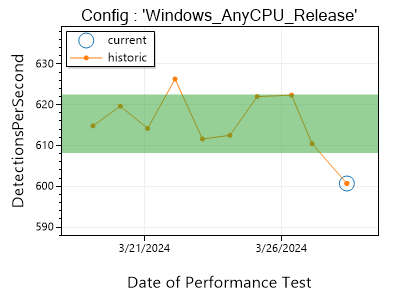 Config : 'Windows_AnyCPU_Release'
current
historic
DetectionsPerSecond
630
620
610
600
590
3/21/2024
3/26/2024
Date of Performance Test